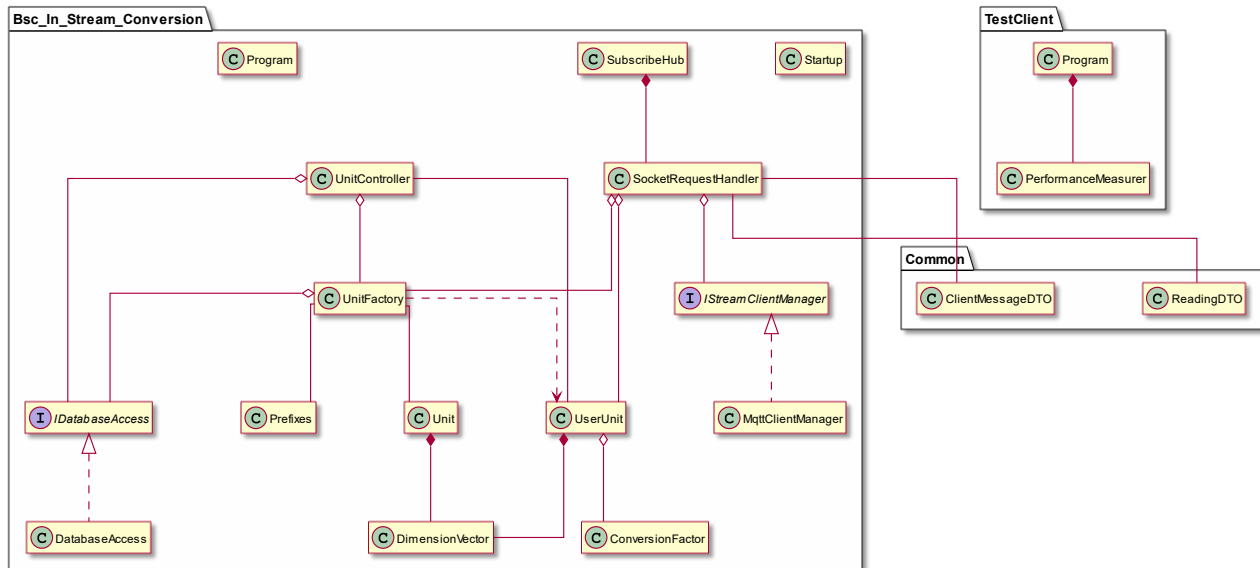 Bsc_In_Stream_Conversion
TestClient
C Program
C SubscribeHub
C Startup
C Program
C UnitController
C SocketRequestHandler
C PerformanceMeasurer
Common
C UnitFactory
I IStreamClientManager
C ClientMessageDTO
C ReadingDTO
I IDatabaseAccess
C Prefixes
C Unit
C UserUnit
C MqttClientManager
C DatabaseAccess
C DimensionVector
C ConversionFactor